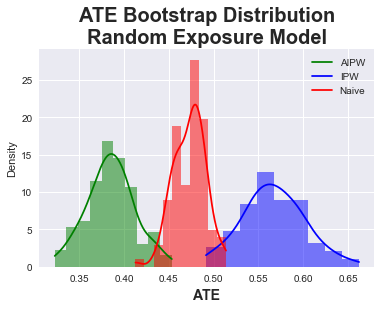 ATE Bootstrap Distribution
Random Exposure Model
AIPW
IPW
Naive
Density
25
20
15
10
5
0
0.35 0.40 0.45 0.50 0.55 0.60 0.65
ATE